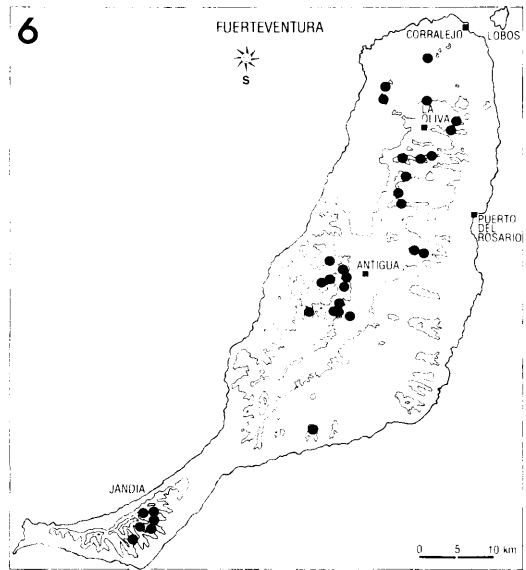 6
FUERTEVENTURA
S
CORRALEJO
LOBOS
LA
OLIVA
PUERTO
DEL
ROSARIO
ANTIGUA
JANDIA
0 5 10 km